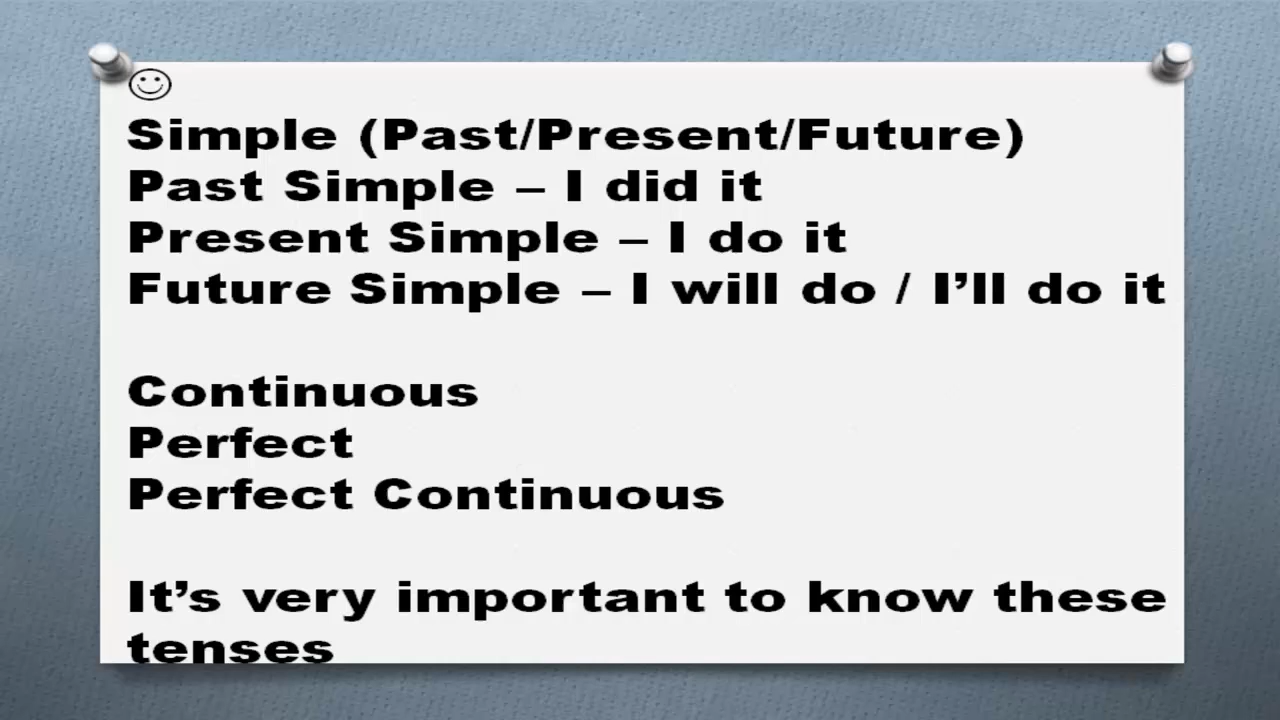 Simple (Past/Present/Future)
Past Simple – I did it
Present Simple – I do it
Future Simple – I will do / I’ll do it
Continuous
Perfect
Perfect Continuous
It’s very important to know these
tenses